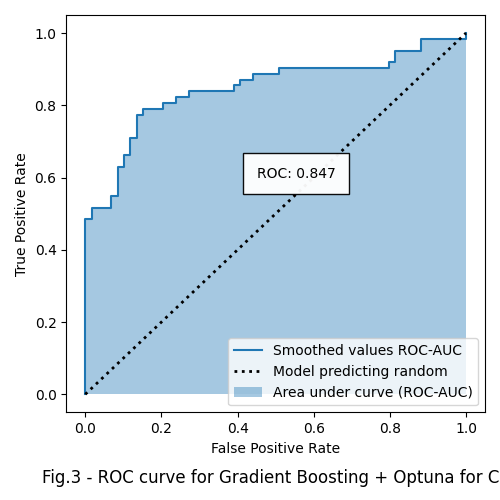 1.0
0.8
0.6
0.4
0.2
0.0
True Positive Rate
ROC: 0.847
Smoothed values ROC-AUC
Model predicting random
Area under curve (ROC-AUC)
0.0 0.2 0.4 0.6 0.8 1.0
False Positive Rate
Fig.3 - ROC curve for Gradient Boosting + Optuna for C